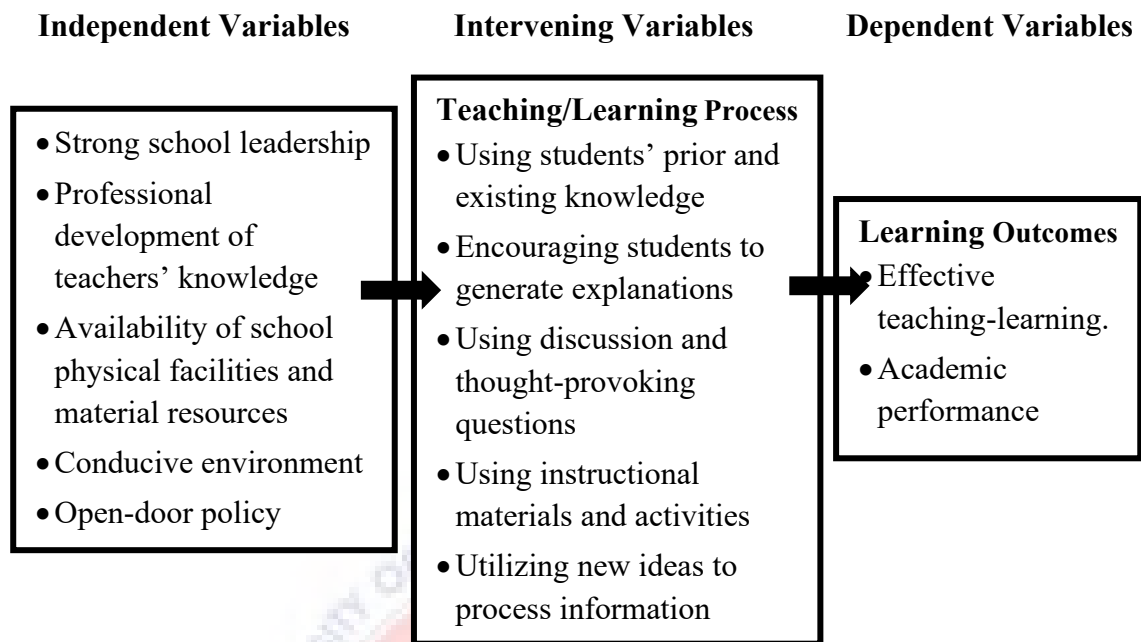 Independent Variables
Intervening Variables
Dependent Variables
• Strong school leadership
• Professional
development of
teachers’ knowledge
• Availability of school
physical facilities and
material resources
• Conducive environment
• Open-door policy
Teaching/Learning Process
• Using students’ prior and
existing knowledge
• Encouraging students to
generate explanations
• Using discussion and
thought-provoking
questions
• Using instructional
materials and activities
• Utilizing new ideas to
process information
Learning Outcomes
• Effective
teaching-learning.
• Academic
performance